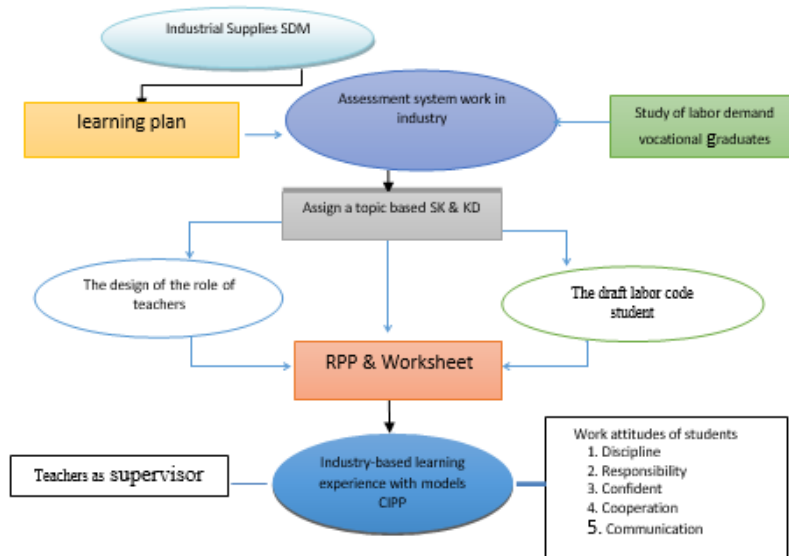 Industrial Supplies SDM
learning plan
Assessment system work in
industry
Study of labor demand
vocational graduates
Assign a topic based SK & KD
The design of the role of
teachers
The draft labor code
student
RPP & Worksheet
Teachers as supervisor
Industry-based learning
experience with models
CIPP
Work attitudes of students
1. Discipline
2. Responsibility
3. Confident
4. Cooperation
5. Communication